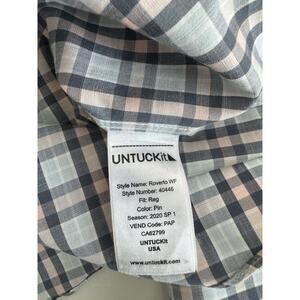 UNTUCKit
Style Name: Roverto WF
Style Number: 40446
Fit: Reg
Color: Pin
Season: 2020 SP 1
VEND Code: PAP
CA62799
UNTUCKit
USA
www.untuckit.com